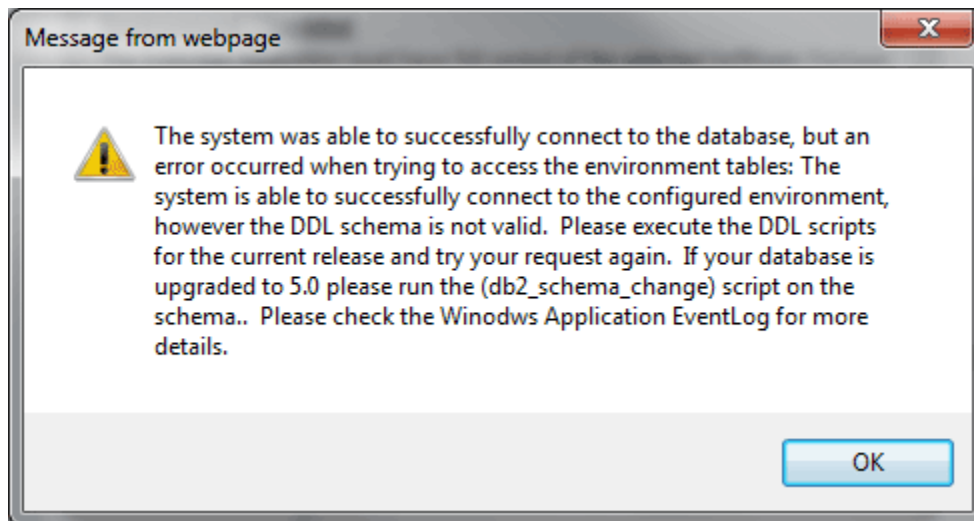 Message from webpage
The system was able to successfully connect to the database, but an
error occurred when trying to access the environment tables: The
system is able to successfully connect to the configured environment,
however the DDL schema is not valid.  Please execute the DDL scripts
for the current release and try your request again.  If your database is
upgraded to 5.0 please run the (db2_schema_change) script on the
schema..  Please check the Winodws Application EventLog for more
details.
OK